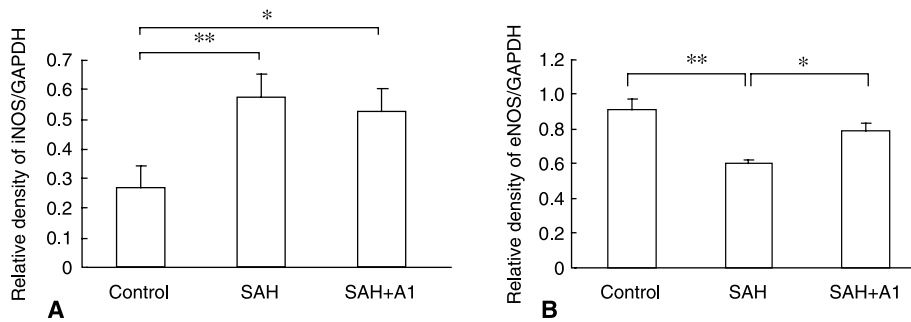 Relative density of iNOS/GAPDH
0.7
0.6
0.5
0.4
0.3
0.2
0.1
0
*
**
Control
SAH
SAH+A1
A
Relative density of eNOS/GAPDH
1.2
1.0
0.8
0.6
0.4
0.2
0
**
*
Control
SAH
SAH+A1
B